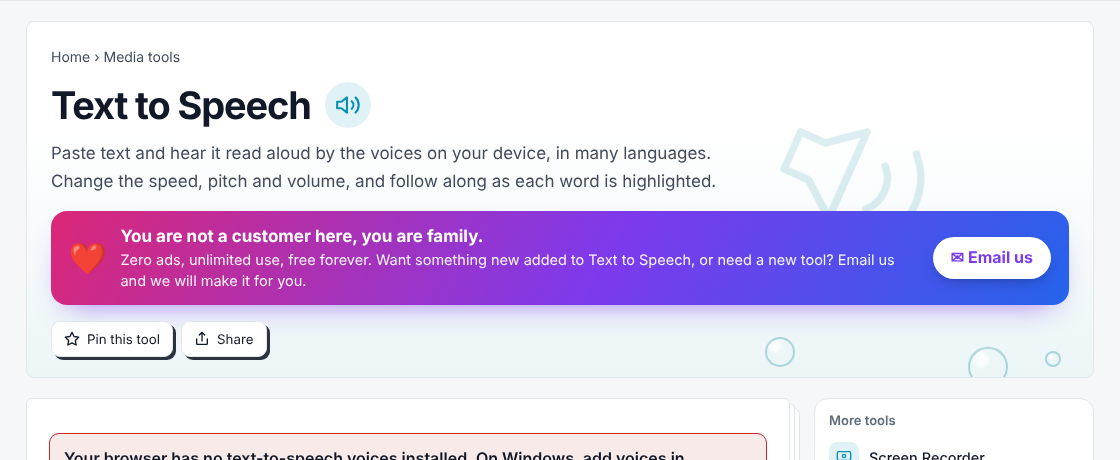 Home › Media tools
Text to Speech
Paste text and hear it read aloud by the voices on your device, in many languages.
Change the speed, pitch and volume, and follow along as each word is highlighted.
You are not a customer here, you are family.
Zero ads, unlimited use, free forever. Want something new added to Text to Speech, or need a new tool? Email us
and we will make it for you.
✉ Email us
Pin this tool
Share
More tools
Your browser has no text-to-speech voices installed. On Windows, add voices in
Screen Recorder